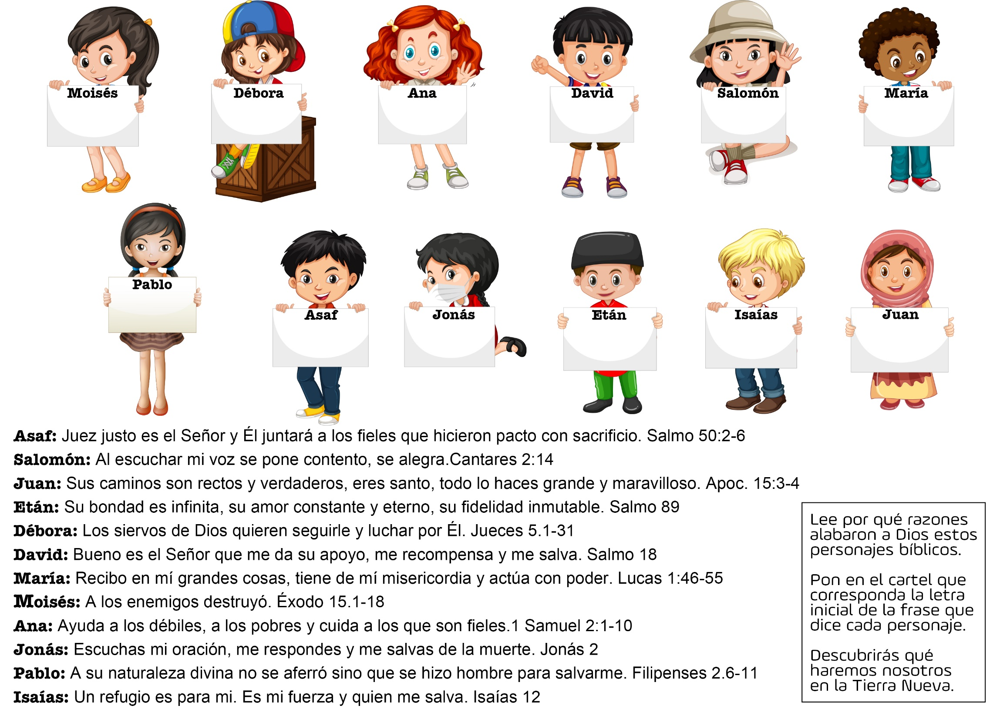 Moisés
Débora
Ana
David
Salomón
María
Pablo
Asaf
Jonás
Etán
Isaías
Juan
Asaf: Juez justo es el Señor y Él juntará a los fieles que hicieron pacto con sacrificio. Salmo 50:2-6
Salomón: Al escuchar mi voz se pone contento, se alegra.Cantares 2:14
Juan: Sus caminos son rectos y verdaderos, eres santo, todo lo haces grande y maravilloso. Apoc. 15:3-4
Etán: Su bondad es infinita, su amor constante y eterno, su fidelidad inmutable. Salmo 89
Débora: Los siervos de Dios quieren seguirle y luchar por Él. Jueces 5.1-31
David: Bueno es el Señor que me da su apoyo, me recompensa y me salva. Salmo 18
María: Recibo en mí grandes cosas, tiene de mí misericordia y actúa con poder. Lucas 1:46-55
Moisés: A los enemigos destruyó. Éxodo 15.1-18
Ana: Ayuda a los débiles, a los pobres y cuida a los que son fieles.1 Samuel 2:1-10
Jonás: Escuchas mi oración, me respondes y me salvas de la muerte. Jonás 2
Pablo: A su naturaleza divina no se aferró sino que se hizo hombre para salvarme. Filipenses 2.6-11
Isaías: Un refugio es para mi. Es mi fuerza y quien me salva. Isaías 12
Lee por qué razones
alabaron a Dios estos
personajes bíblicos.
Pon en el cartel que
corresponda la letra
inicial de la frase que
dice cada personaje.
Descubrirás qué
haremos nosotros
en la Tierra Nueva.